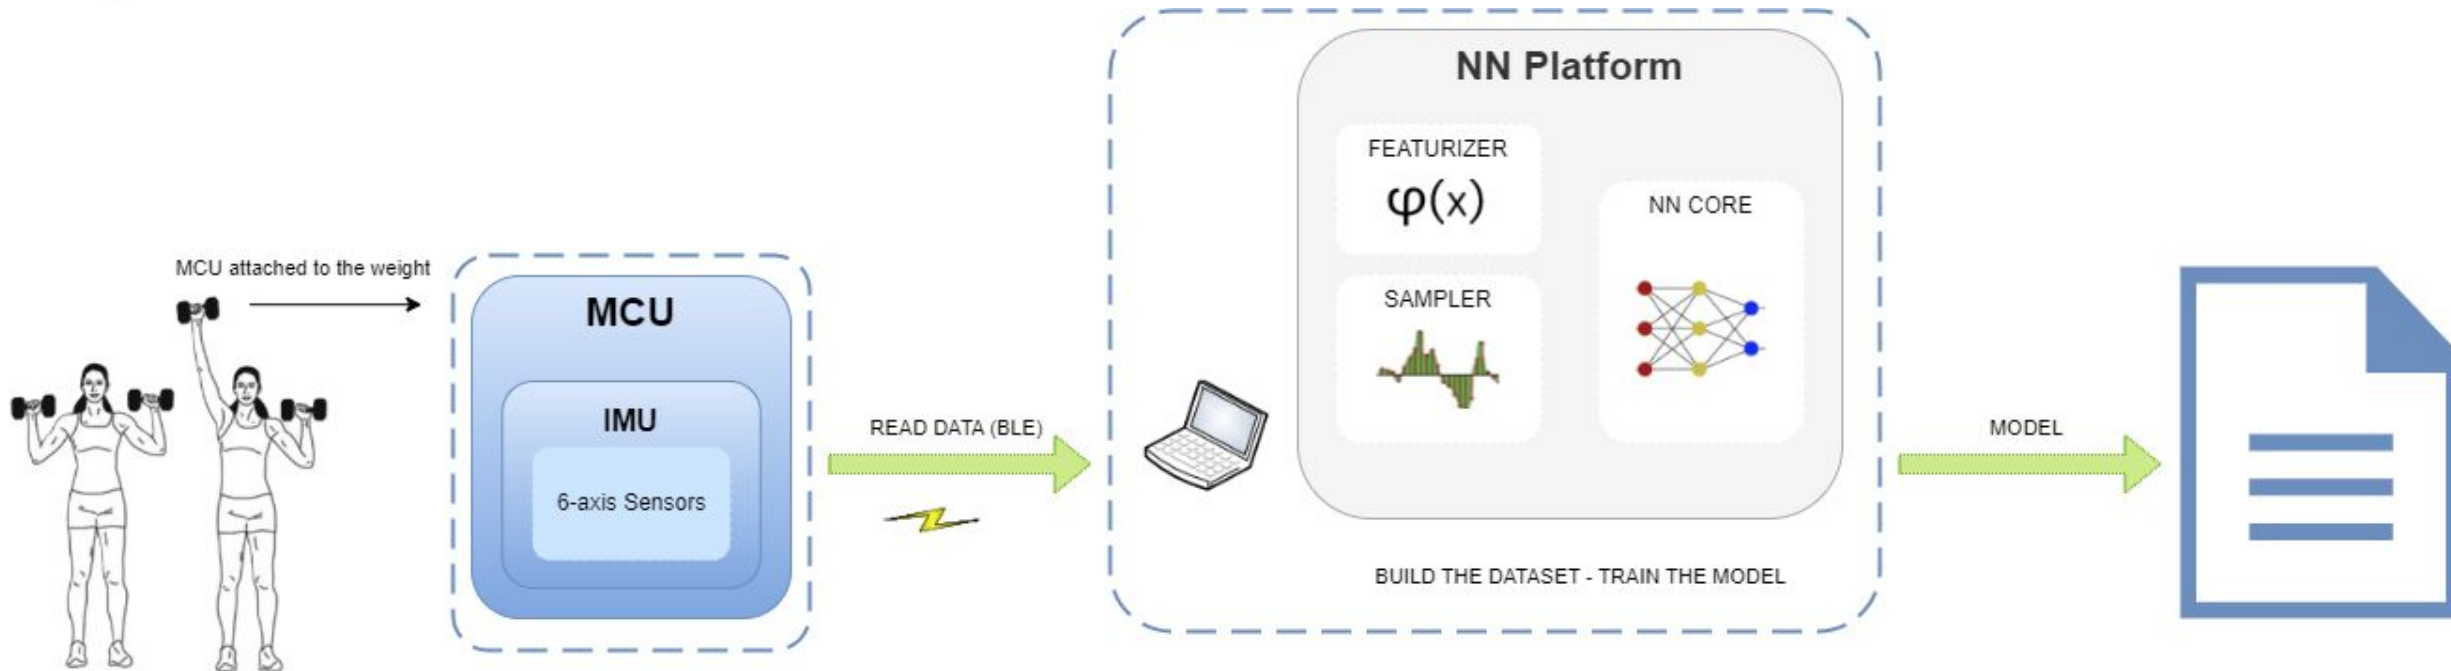 MCU attached to the weight
MCU
IMU
6-axis Sensors
READ DATA (BLE)
NN Platform
FEATURIZER
φ(x)
SAMPLER
NN CORE
BUILD THE DATASET - TRAIN THE MODEL
MODEL